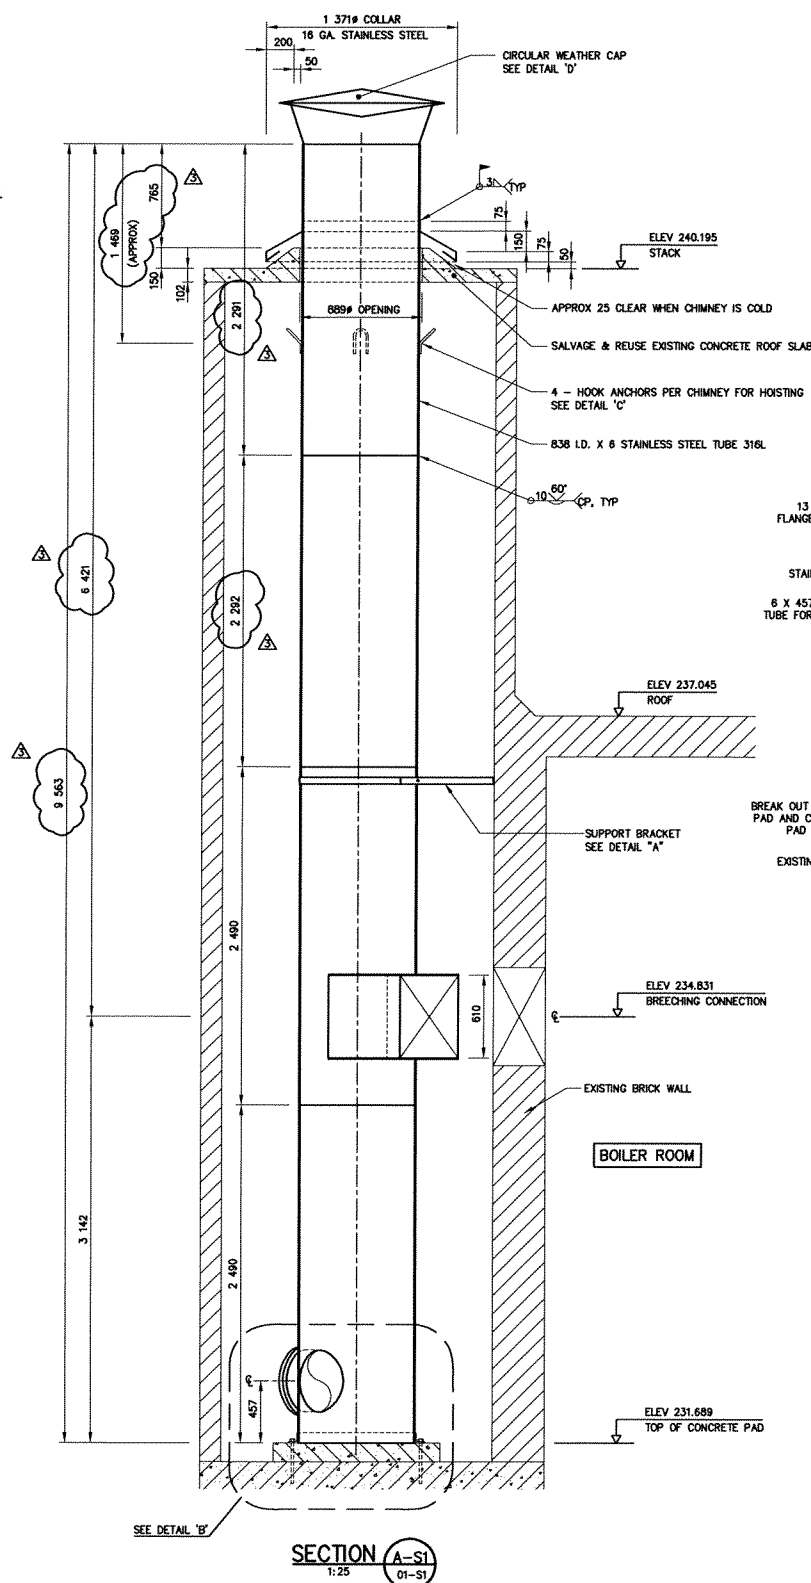 1 371ø COLLAR
16 GA. STAINLESS STEEL
200
50
CIRCULAR WEATHER CAP
SEE DETAIL 'D'
3
765
1 469
(APPROX)
150
102
3
TYP
75
150
75
50
ELEV 240.195
STACK
2 291
3
889ø OPENING
APPROX 25 CLEAR WHEN CHIMNEY IS COLD
SALVAGE & REUSE EXISTING CONCRETE ROOF SLAB
4 - HOOK ANCHORS PER CHIMNEY FOR HOISTING
SEE DETAIL 'C'
838 I.D. X 6 STAINLESS STEEL TUBE 316L
10
60°
CP, TYP
13
FLANGE
6 X 457
TUBE FOR
3
6 421
2 292
3
ELEV 237.045
ROOF
3
9 563
SUPPORT BRACKET
SEE DETAIL "A"
BREAK OUT
PAD AND C
PAD
2 490
610
ELEV 234.831
BREECHING CONNECTION
EXISTING BRICK WALL
BOILER ROOM
3 142
2 490
457
ELEV 231.689
TOP OF CONCRETE PAD
SEE DETAIL 'B'
SECTION A-S1
1:25 01-S1